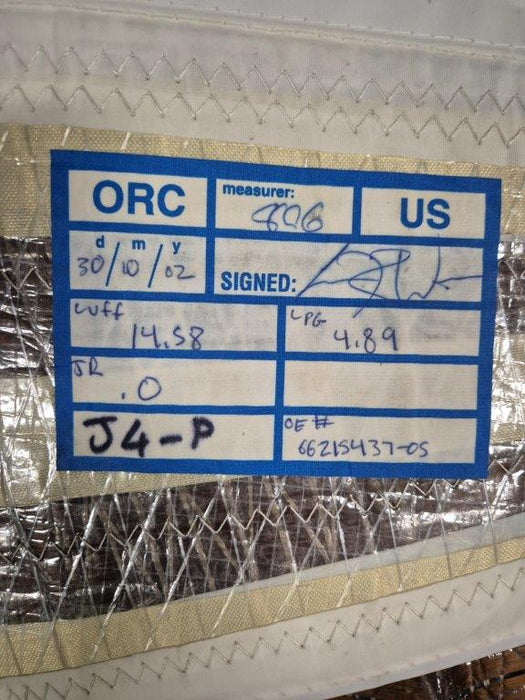 ORC
measurer:
US
d / m / y
30/10/02
SIGNED:
Luff
14.58
LPG
4.89
JR
.0
J4-P
OE #
66215437-05